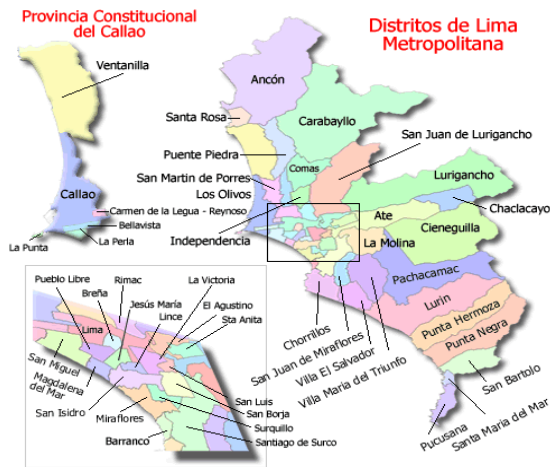 Provincia Constitucional
del Callao
Ventanilla
Callao
Carmen de la Legua - Reynoso
Bellavista
La Perla
La Punta
Distritos de Lima
Metropolitana
Ancón
Santa Rosa
Carabayllo
Puente Piedra
San Juan de Lurigancho
Comas
San Martin de Porres
Los Olivos
Lurigancho
Chaclacayo
Independencia
Ate
La Molina
Cieneguilla
Pachacamac
Lurin
Punta Hermoza
Punta Negra
Chorrillos
San Juan de Miraflores
Villa El Salvador
Villa Maria del Triunfo
San Bartolo
Santa Maria del Mar
Pucusana
Pueblo Libre
Rimac
La Victoria
Breña
Jesús María
Lince
El Agustino
Sta Anita
Lima
San Miguel
Magdalena
del Mar
San Isidro
Miraflores
Barranco
San Luis
San Borja
Surquillo
Santiago de Surco